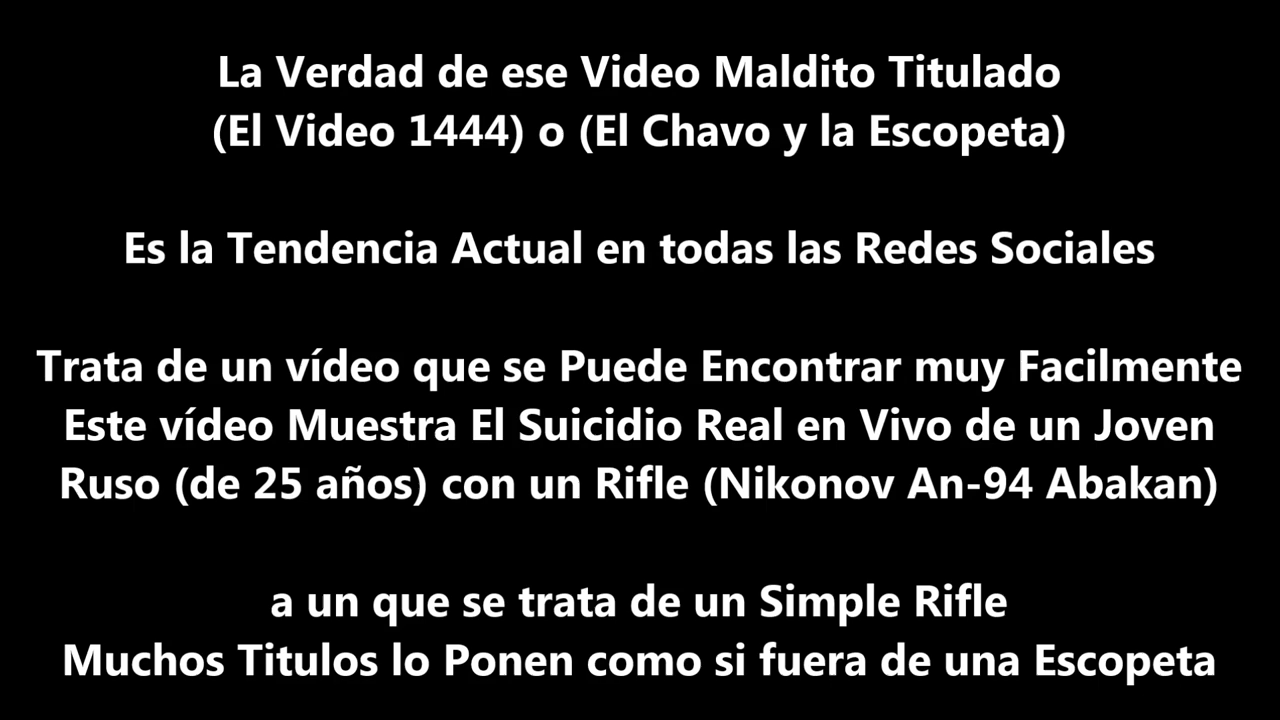 La Verdad de ese Video Maldito Titulado
(El Video 1444) o (El Chavo y la Escopeta)
Es la Tendencia Actual en todas las Redes Sociales
Trata de un vídeo que se Puede Encontrar muy Facilmente
Este vídeo Muestra El Suicidio Real en Vivo de un Joven
Ruso (de 25 años) con un Rifle (Nikonov An-94 Abakan)
a un que se trata de un Simple Rifle
Muchos Titulos lo Ponen como si fuera de una Escopeta